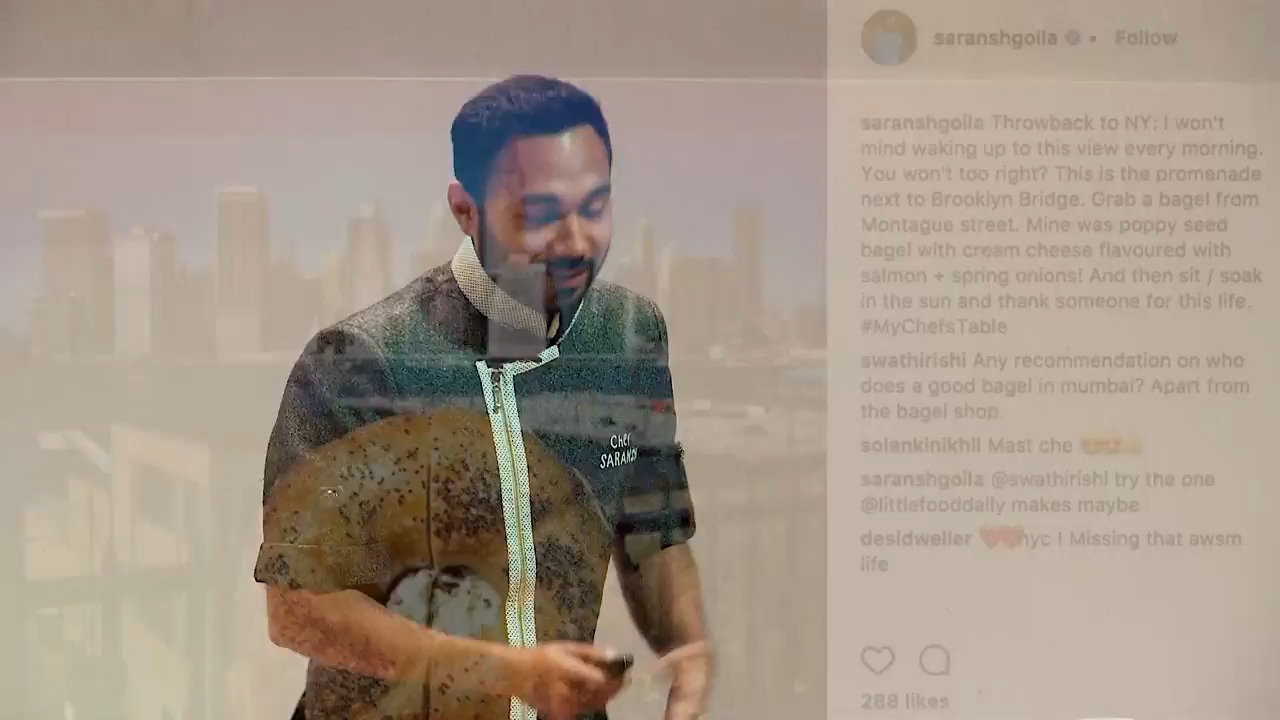 saranshgoila • Follow
saranshgoila Throwback to NY: I won't
mind waking up to this view every morning.
You won't too right? This is the promenade
next to Brooklyn Bridge. Grab a bagel from
Montague street. Mine was poppy seed
bagel with cream cheese flavoured with
salmon + spring onions! And then sit / soak
in the sun and thank someone for this life.
#MyChefsTable
swathirishi Any recommendation on who
does a good bagel in mumbai? Apart from
the bagel shop.
solankinikhil Mast che
saranshgoila @swathirishi try the one
@littlefooddaily makes maybe
desidweller nyc ! Missing that awsm
life
288 likes
Chef